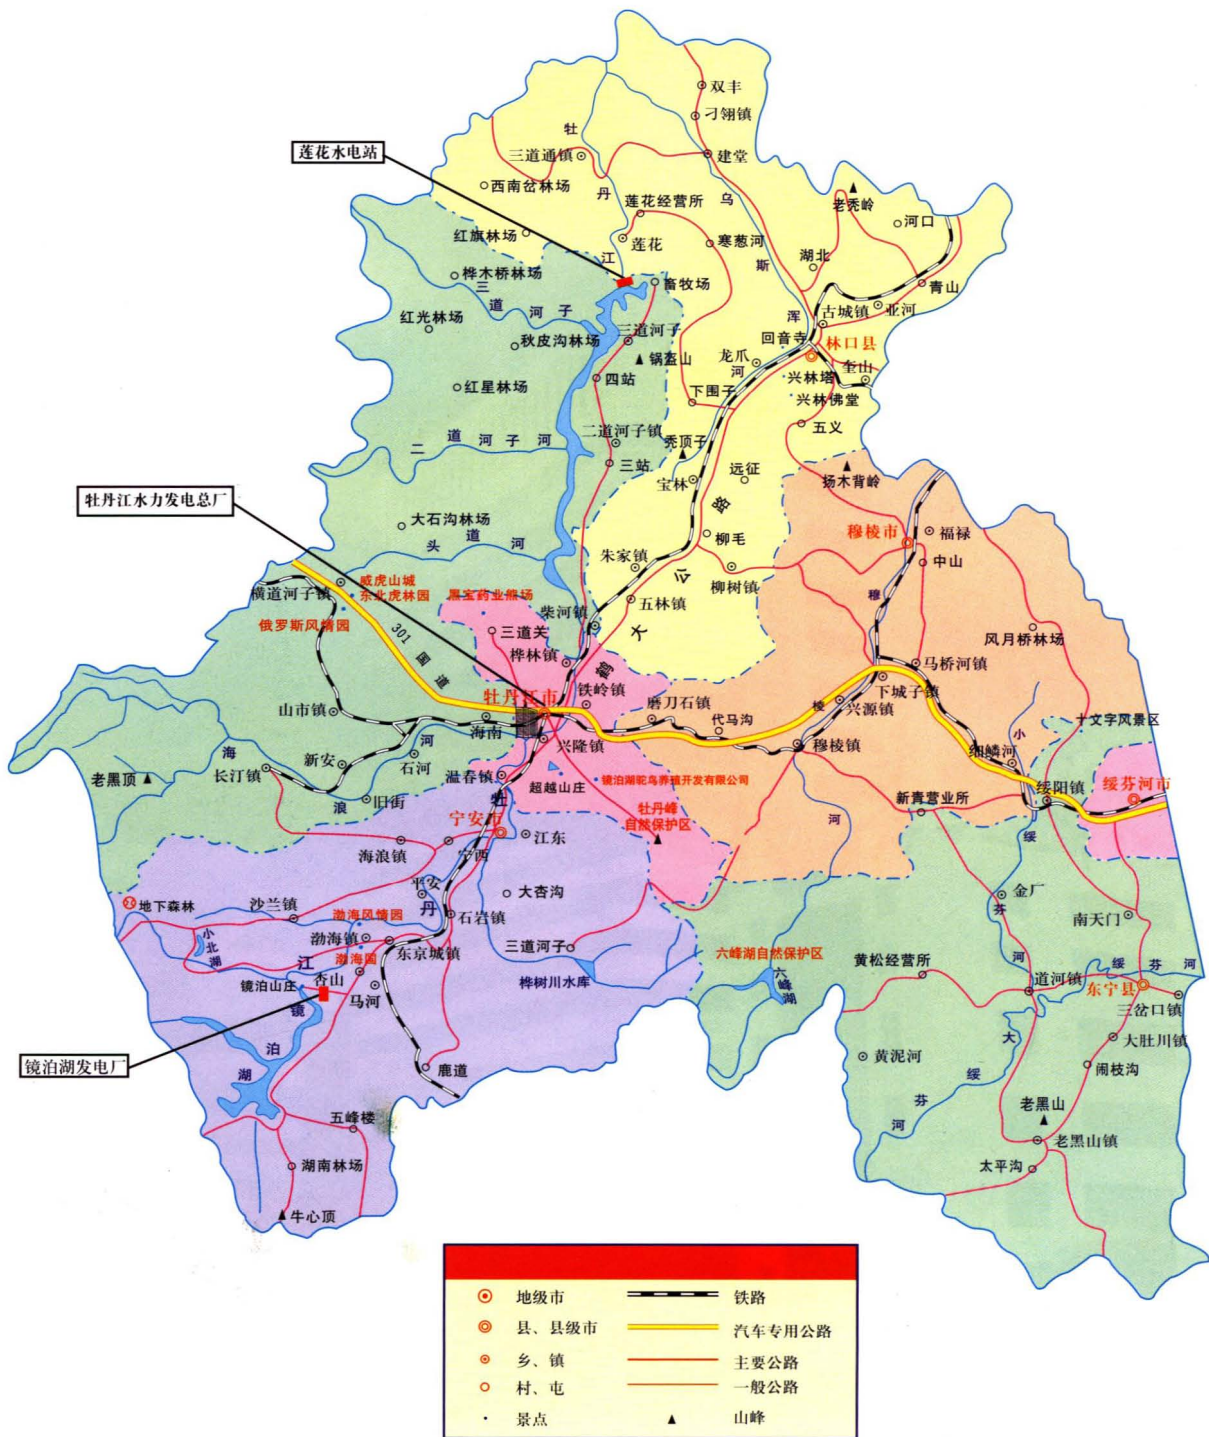 双丰
刁翎镇
牡
莲花水电站
三道通镇
建堂
西南岔林场
丹
乌
老秃岭
莲花经营所
河口
红旗林场
莲花
寒葱河
湖北
江
斯
桦木桥林场
畜牧场
青山
三
道
河
子
浑
古城镇
亚河
红光林场
三道河子
回音寺
林口县
秋皮沟林场
锅盔山
龙爪
河
兴林塔
奎山
红星林场
四站
下围子
兴林佛堂
五义
二
道
河
子
河
二道河子镇
秃顶子
三站
远征
扬木背岭
宝林
牡丹江水力发电总厂
大石沟林场
路
头
道
河
柳毛
穆棱市
福禄
朱家镇
公
中山
威虎山城
柳树镇
横道河子镇
东北虎林园
黑宝药业熊场
五林镇
穆
柴河镇
俄罗斯风情园
301
国
道
三道关
大
风月桥林场
桦林镇
鹤
马桥河镇
铁岭镇
下城子镇
牡丹江市
磨刀石镇
棱
兴源镇
山市镇
海南
代马沟
小
十文字风景区
海
河
兴隆镇
穆棱镇
细鳞河
新安
石河
老黑顶
长汀镇
温春镇
镜泊湖鸵鸟养殖开发有限公司
绥芬河市
超越山庄
绥阳镇
浪
旧街
牡
牡丹峰
自然保护区
新青营业所
宁安市
河
绥
海浪镇
宁西
江东
平安
大杏沟
金厂
地下森林
沙兰镇
渤海风情园
丹
石岩镇
芬
南天门
小
北
湖
渤海镇
东京城镇
三道河子
六峰湖自然保护区
江
渤海园
河
绥
芬
河
杏山
黄松经营所
镜泊山庄
桦树川水库
六
峰
湖
道河镇
东宁县
马河
镜
三岔口镇
大
大肚川镇
泊
黄泥河
镜泊湖发电厂
湖
鹿道
绥
闹枝沟
芬
老黑山
五峰楼
河
老黑山镇
湖南林场
太平沟
牛心顶
地级市
铁路
县、县级市
汽车专用公路
乡、镇
主要公路
村、屯
一般公路
景点
山峰